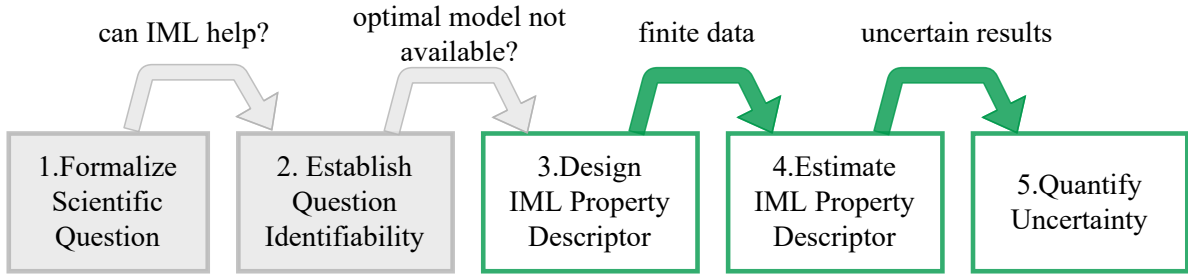 can IML help?
optimal model not
available?
finite data
uncertain results
1.Formalize
Scientific
Question
2. Establish
Question
Identifiability
3.Design
IML Property
Descriptor
4.Estimate
IML Property
Descriptor
5.Quantify
Uncertainty